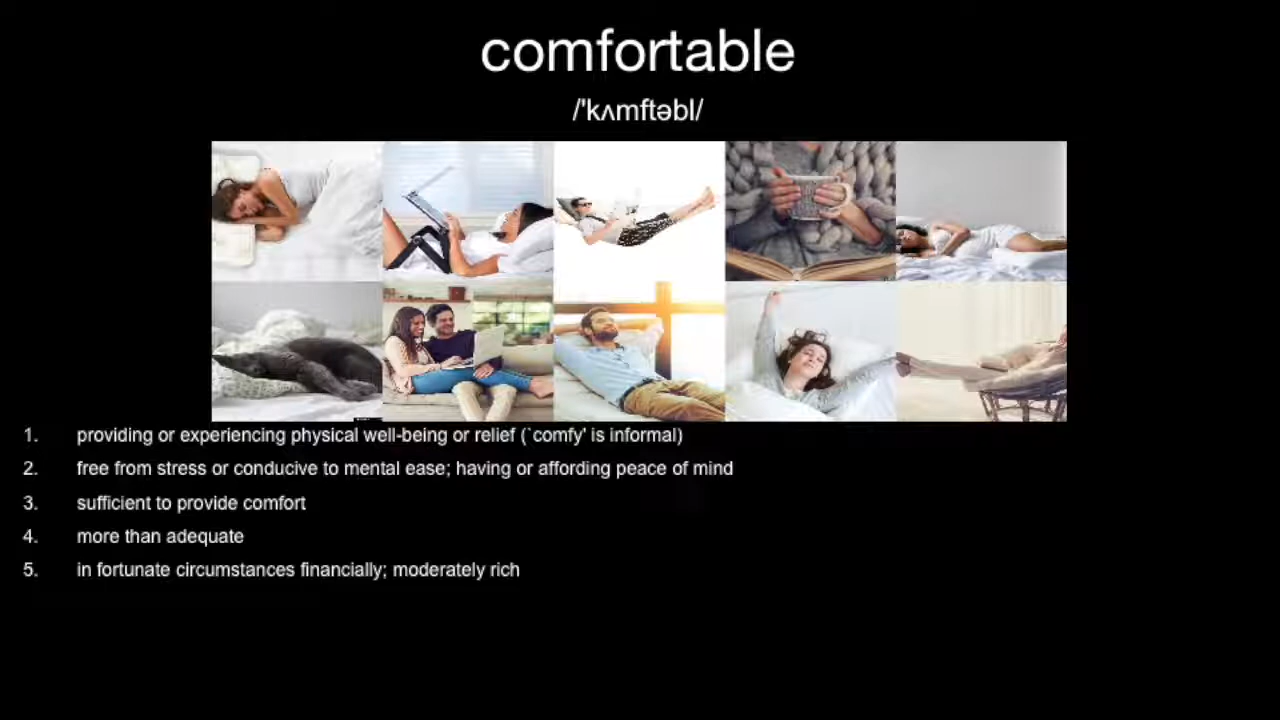 comfortable
/'kʌmftəbl/
1. providing or experiencing physical well-being or relief (`comfy' is informal)
2. free from stress or conducive to mental ease; having or affording peace of mind
3. sufficient to provide comfort
4. more than adequate
5. in fortunate circumstances financially; moderately rich